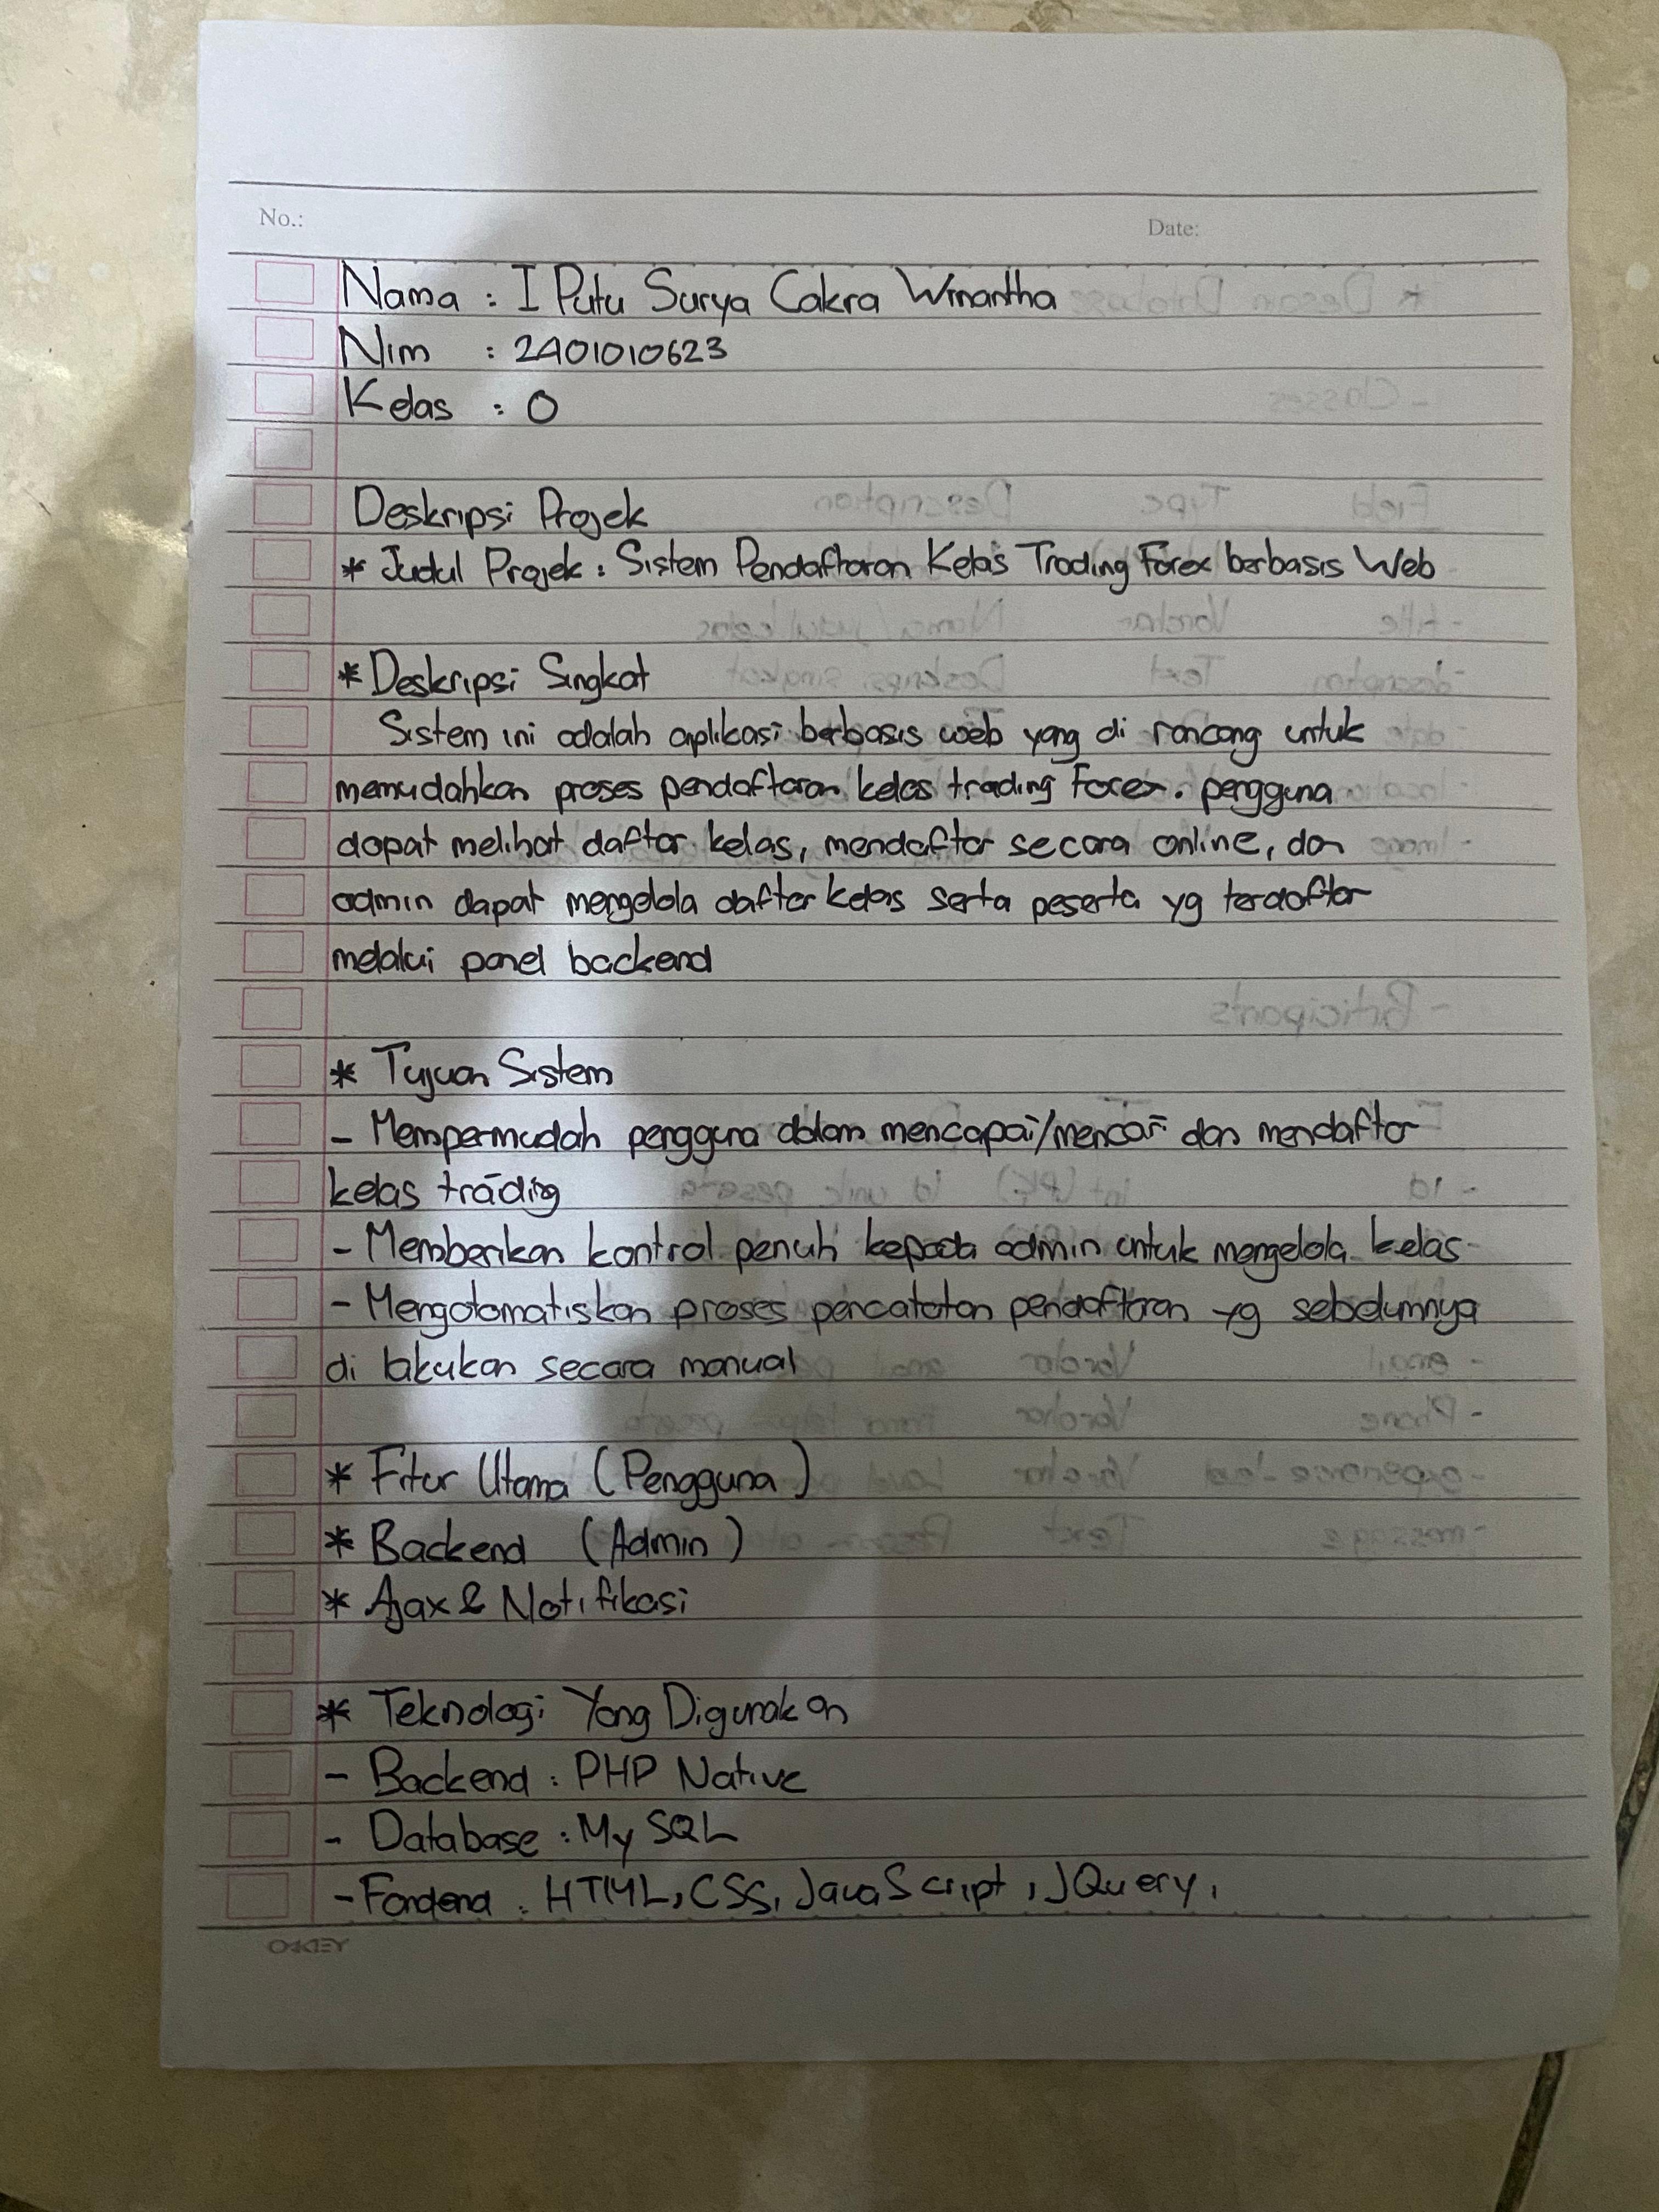 No.:
Date:
Nama : I Putu Surya Cakra Winantha
Nim : 2401010623
Kelas : O
Deskripsi Projek
* Judul Projek : Sistem Pendaftaran Kelas Trading Forex berbasis Web
* Deskripsi Singkat
Sistem ini adalah aplikasi berbasis web yang di rancang untuk
memudahkan proses pendaftaran kelas trading Forex. pengguna
dapat melihat daftar kelas, mendaftar secara online, dan
admin dapat mengelola daftar kelas serta peserta yg terdaftar
melalui panel backend
* Tujuan Sistem
- Mempermudah pengguna dalam mencapai/mencari dan mendaftar
kelas trading
- Memberikan kontrol penuh kepada admin untuk mengelola kelas
- Mengotomatiskan proses pencatatan pendaftaran yg sebelumnya
di lakukan secara manual
* Fitur Utama (Pengguna)
* Backend (Admin)
* Ajax & Notifikasi
* Teknologi Yang Digunakan
- Backend : PHP Native
- Database : My SQL
- : HTML, CSS, JavaScript, JQuery,
OKEY